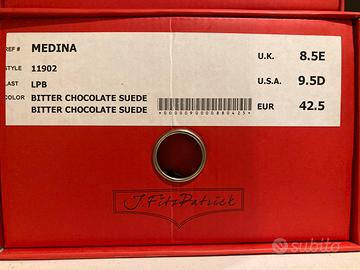 REF # MEDINA U.K. 8.5E
STYLE 11902
LAST LPB U.S.A. 9.5D
COLOR BITTER CHOCOLATE SUEDE
BITTER CHOCOLATE SUEDE EUR 42.5
*0000090000880425*
J.FitzPatrick
subito